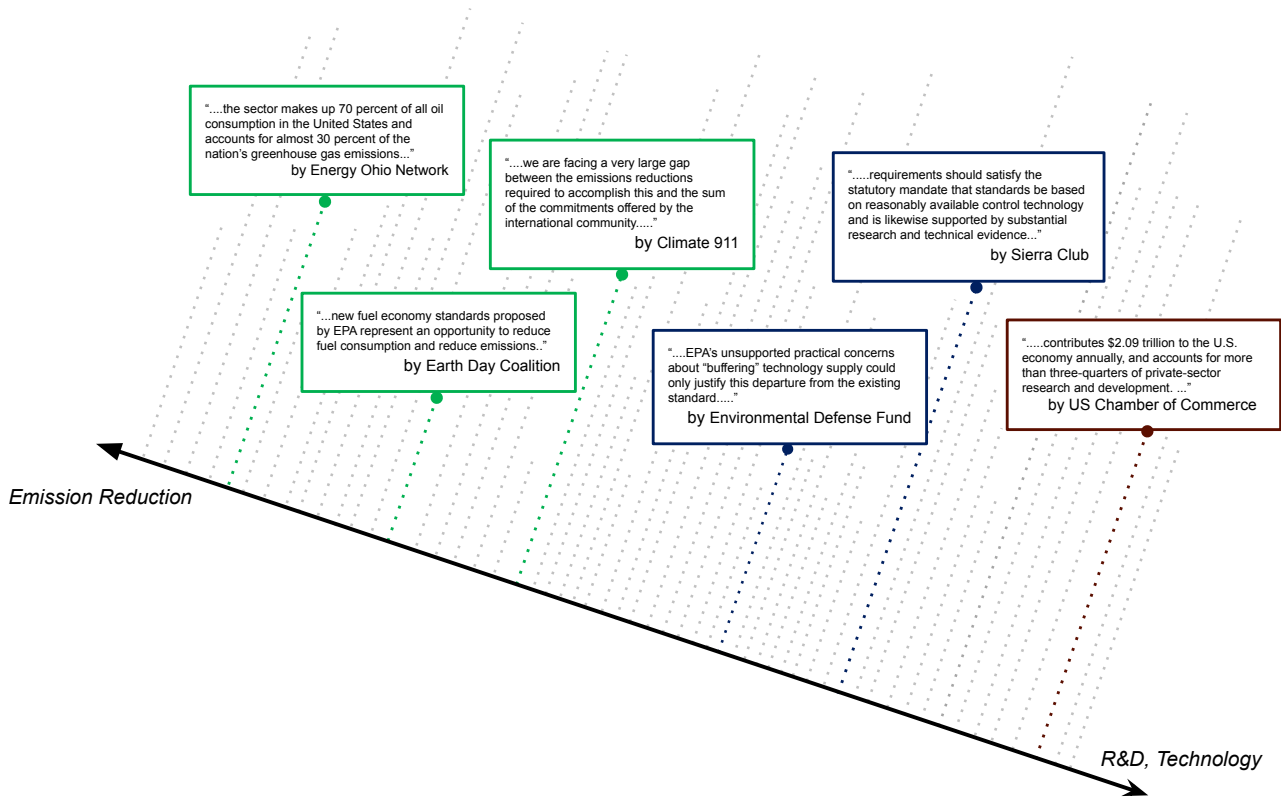 “....the sector makes up 70 percent of all oil
consumption in the United States and
accounts for almost 30 percent of the
nation’s greenhouse gas emissions...”
by Energy Ohio Network
“....we are facing a very large gap
between the emissions reductions
required to accomplish this and the sum
of the commitments offered by the
international community.....”
by Climate 911
“.....requirements should satisfy the
statutory mandate that standards be based
on reasonably available control technology
and is likewise supported by substantial
research and technical evidence...”
by Sierra Club
“...new fuel economy standards proposed
by EPA represent an opportunity to reduce
fuel consumption and reduce emissions..”
by Earth Day Coalition
“....EPA’s unsupported practical concerns
about “buffering” technology supply could
only justify this departure from the existing
standard.....”
by Environmental Defense Fund
“.....contributes $2.09 trillion to the U.S.
economy annually, and accounts for more
than three-quarters of private-sector
research and development. ...”
by US Chamber of Commerce
Emission Reduction
R&D, Technology